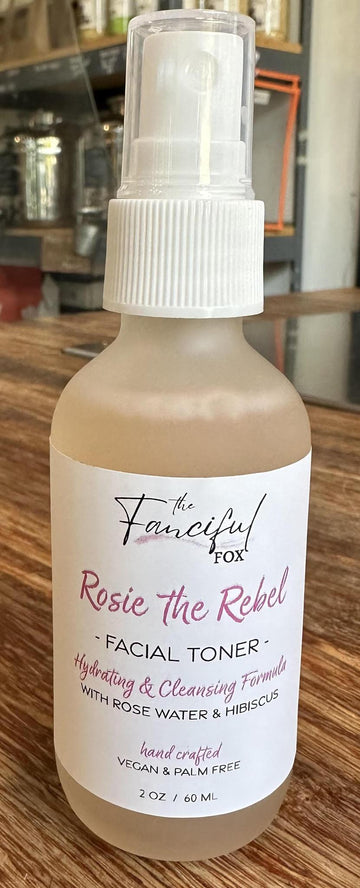 the
Fanciful
FOX
Rosie the Rebel
- FACIAL TONER -
Hydrating & Cleansing Formula
WITH ROSE WATER & HIBISCUS
hand crafted
VEGAN & PALM FREE
2 OZ / 60 ML